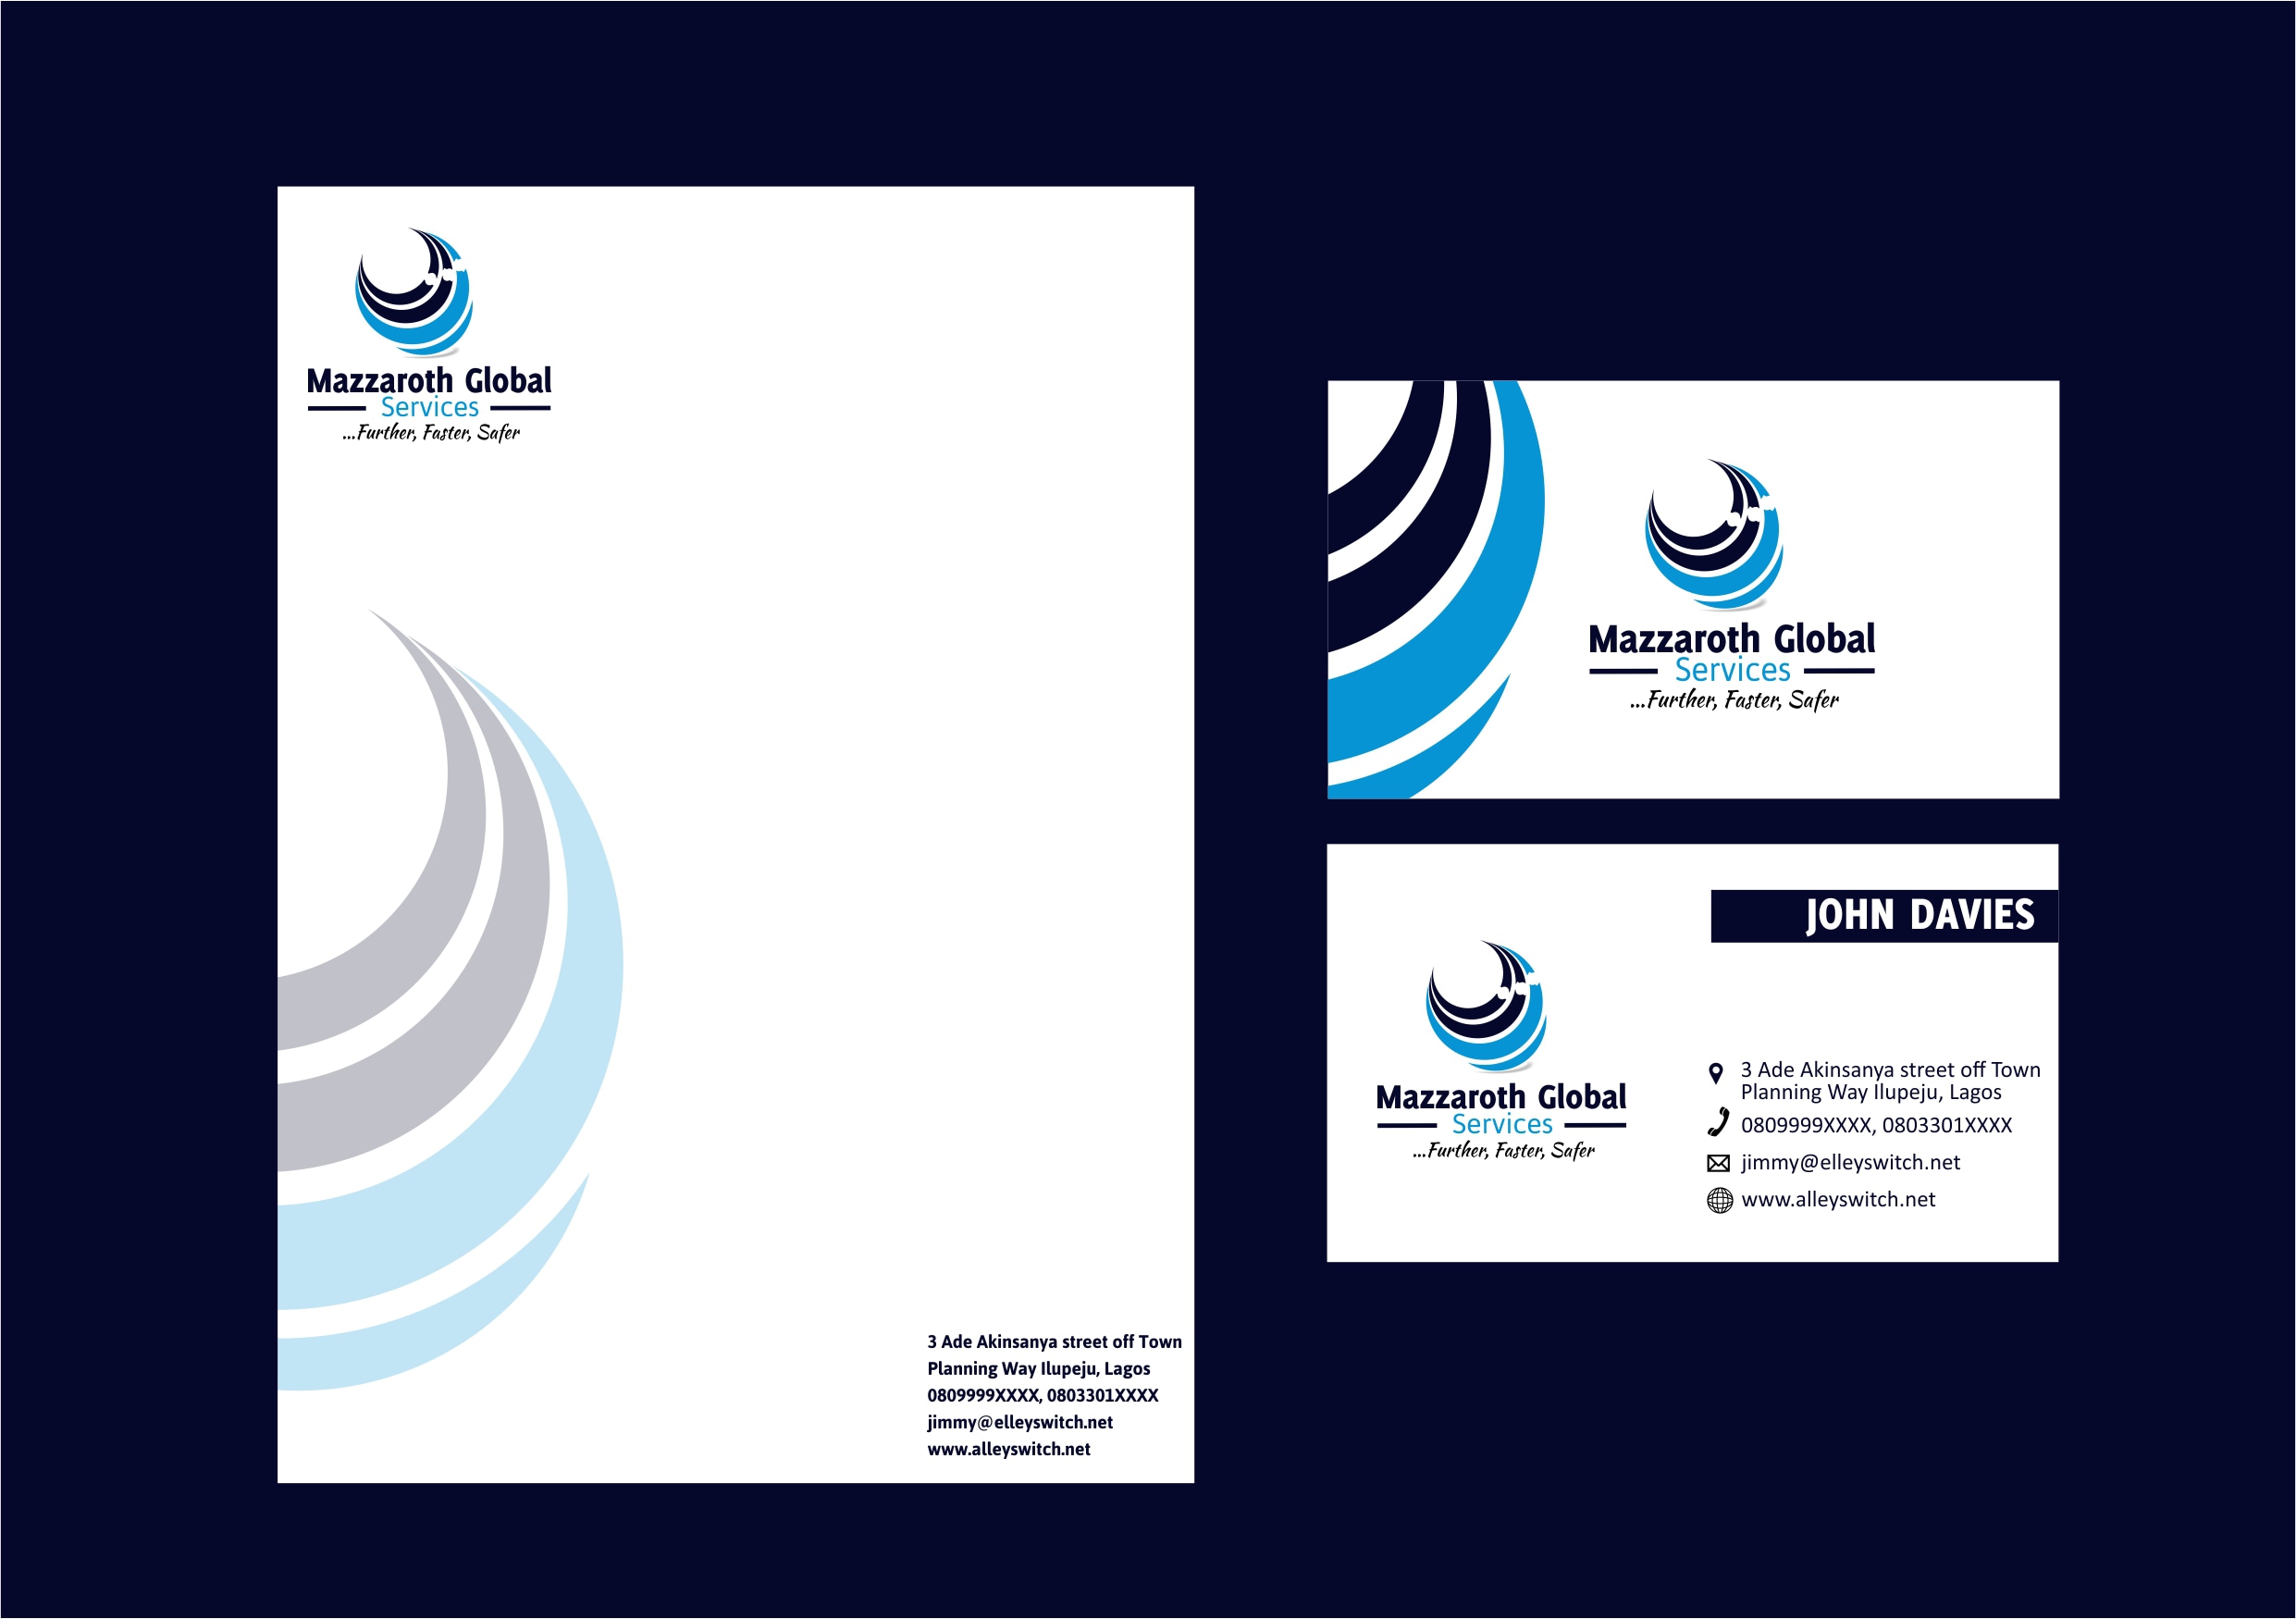 Mazzaroth Global
Services
...Further, Faster, Safer
3 Ade Akinsanya street off Town
Planning Way Ilupeju, Lagos
0809999XXXX, 0803301XXXX
jimmy@elleyswitch.net
www.alleyswitch.net
Mazzaroth Global
Services
...Further, Faster, Safer
JOHN DAVIES
Mazzaroth Global
Services
...Further, Faster, Safer
3 Ade Akinsanya street off Town
Planning Way Ilupeju, Lagos
0809999XXXX, 0803301XXXX
jimmy@elleyswitch.net
www.alleyswitch.net